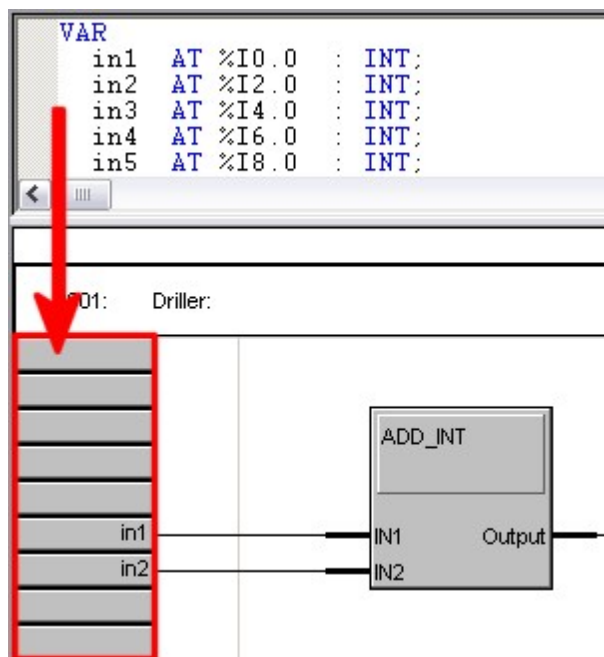 VAR
in1 AT %I0.0 : INT;
in2 AT %I2.0 : INT;
in3 AT %I4.0 : INT;
in4 AT %I6.0 : INT;
in5 AT %I8.0 : INT;
Driller:
ADD_INT
in1 IN1 Output
in2 IN2